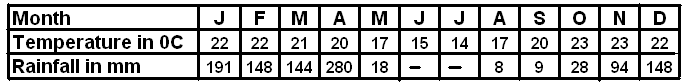 Month J F M A M J J A S O N D
Temperature in 0C 22 22 21 20 17 15 14 17 20 23 23 22
Rainfall in mm 191 148 144 280 18 – – 8 9 28 94 148